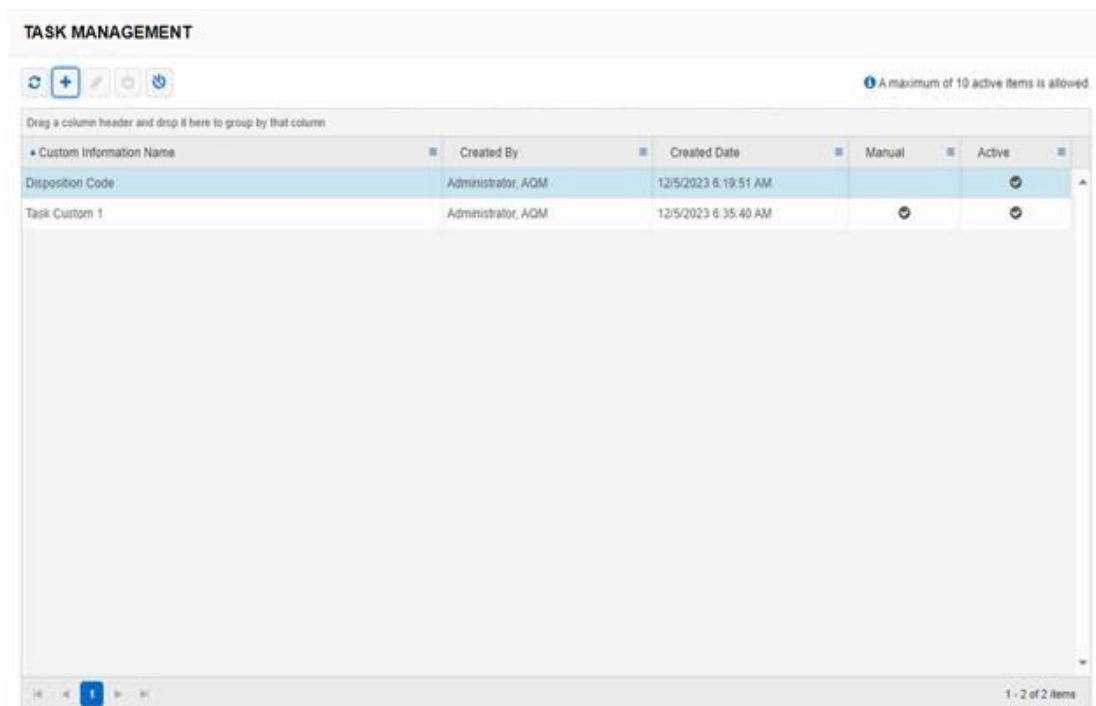 TASK MANAGEMENT
A maximum of 10 active items is allowed.
Drag a column header and drop it here to group by that column
Custom Information Name Created By Created Date Manual Active
Disposition Code Administrator, AQM 12/5/2023 6:19:51 AM
Task Custom 1 Administrator, AQM 12/5/2023 6:35:40 AM
1 1 - 2 of 2 items